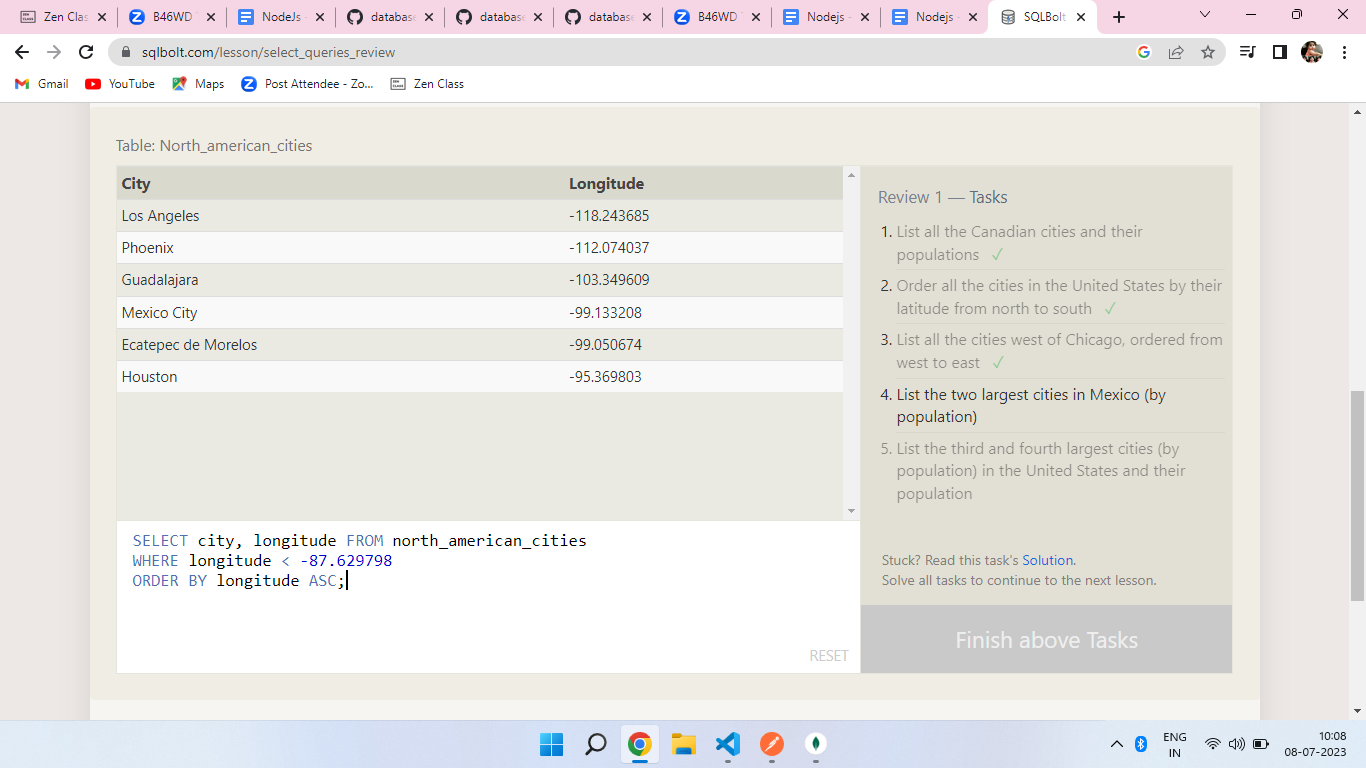 Zen Clas
B46WD
NodeJs -
database
database
database
B46WD
Nodejs -
Nodejs -
SQLBolt
sqlbolt.com/lesson/select_queries_review
Gmail
YouTube
Maps
Post Attendee - Zo...
Zen Class
Table: North_american_cities
City Longitude
Los Angeles -118.243685
Phoenix -112.074037
Guadalajara -103.349609
Mexico City -99.133208
Ecatepec de Morelos -99.050674
Houston -95.369803
SELECT city, longitude FROM north_american_cities
WHERE longitude < -87.629798
ORDER BY longitude ASC;
RESET
Review 1 — Tasks
1. List all the Canadian cities and their
populations ✓
2. Order all the cities in the United States by their
latitude from north to south ✓
3. List all the cities west of Chicago, ordered from
west to east ✓
4. List the two largest cities in Mexico (by
population)
5. List the third and fourth largest cities (by
population) in the United States and their
population
Stuck? Read this task's Solution.
Solve all tasks to continue to the next lesson.
Finish above Tasks
ENG
IN
10:08
08-07-2023